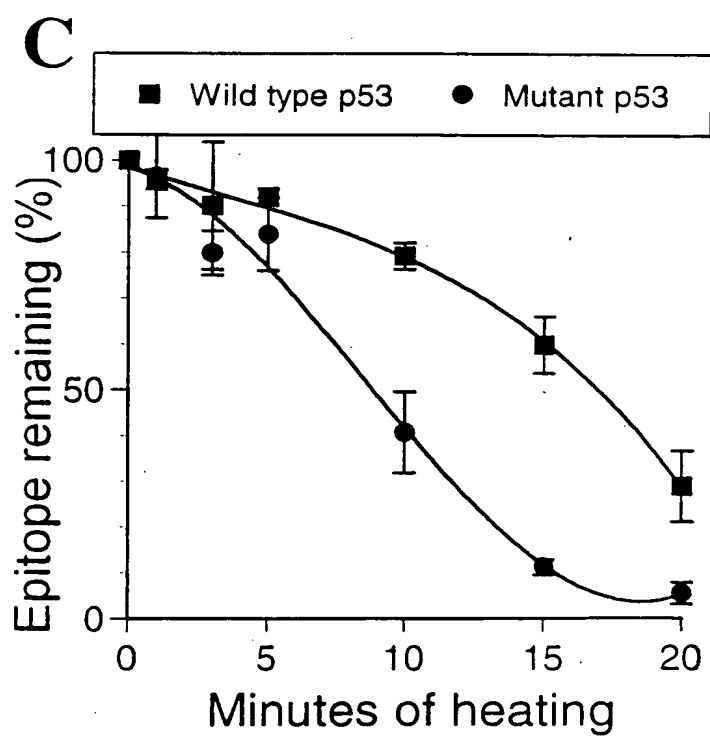 C
Wild type p53 Mutant p53
Epitope remaining (%)
100
50
0
0 5 10 15 20
Minutes of heating